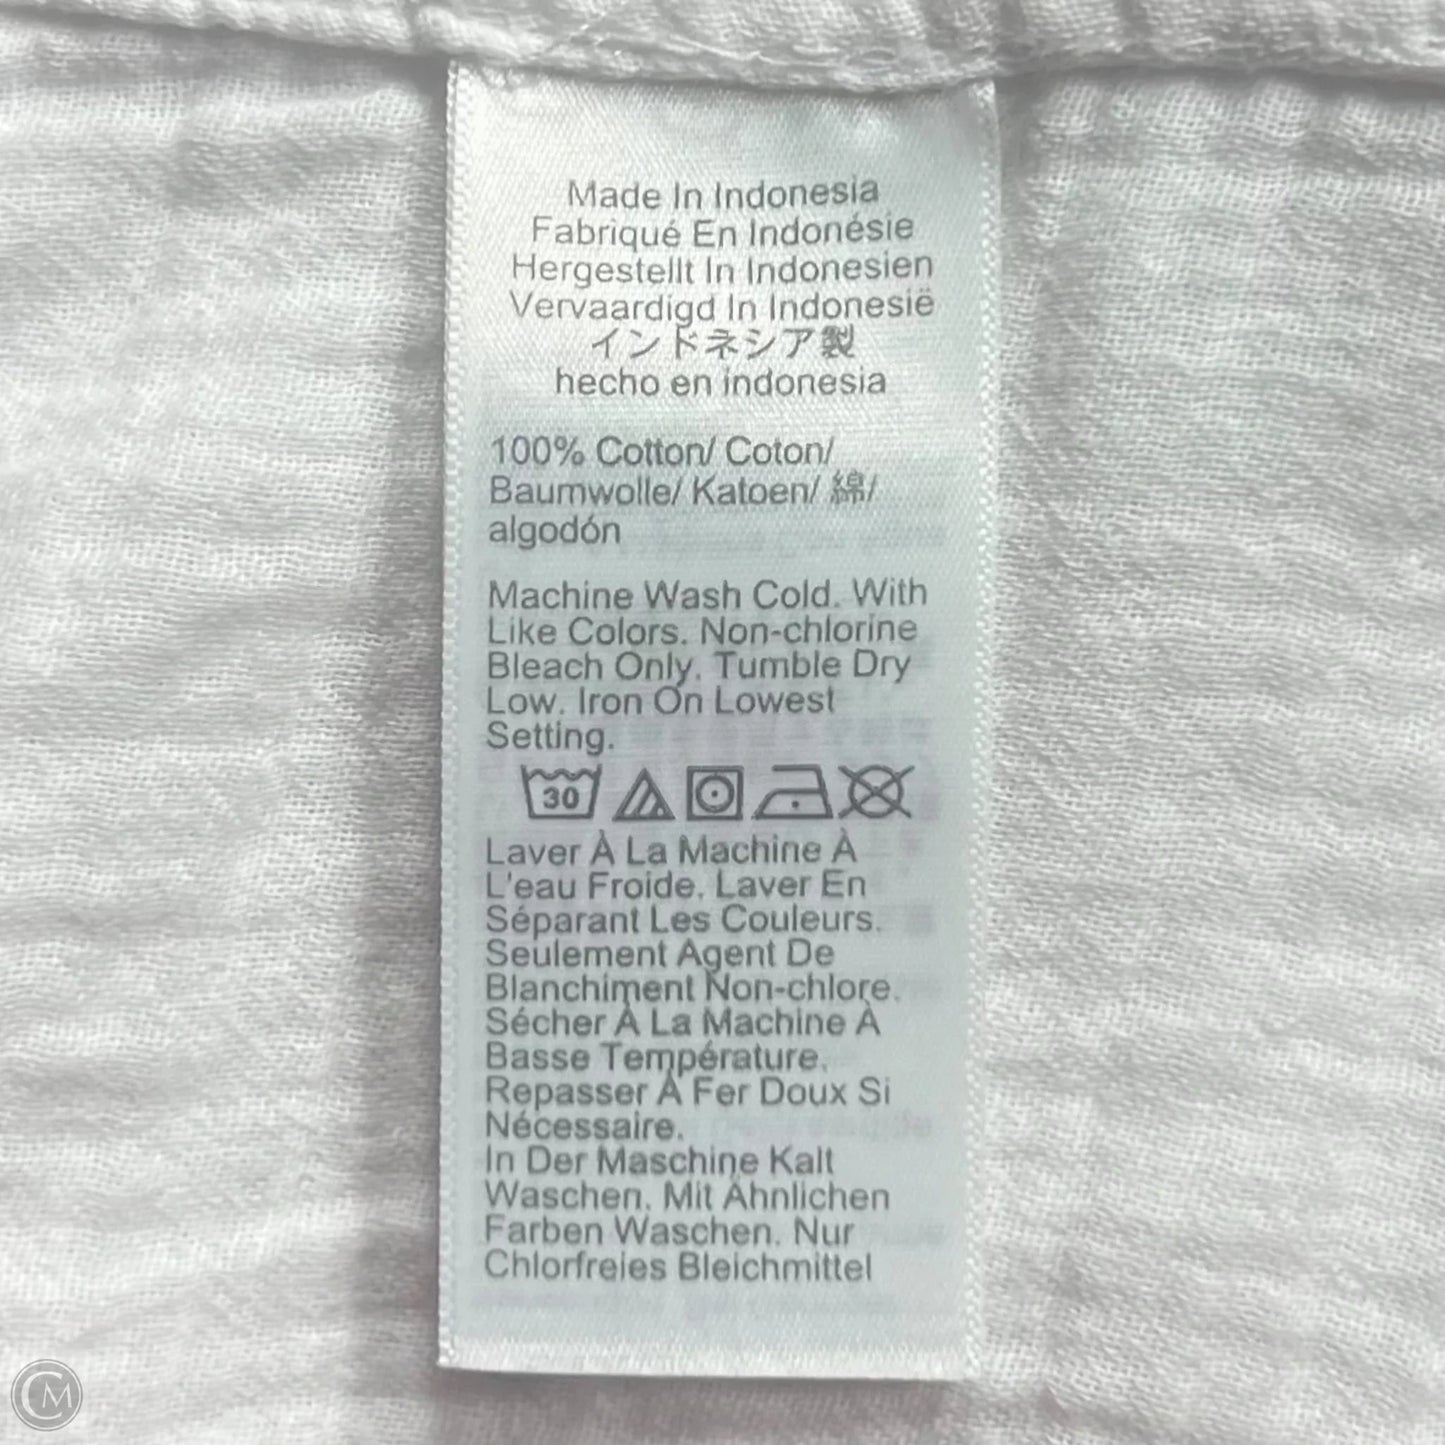 Made In Indonesia
Fabriqué En Indonésie
Hergestellt In Indonesien
Vervaardigd In Indonesië
インドネシア製
hecho en indonesia
100% Cotton/ Coton/
Baumwolle/ Katoen/ 綿/
algodón
Machine Wash Cold. With
Like Colors. Non-chlorine
Bleach Only. Tumble Dry
Low. Iron On Lowest
Setting.
30
Laver À La Machine À
L'eau Froide. Laver En
Séparant Les Couleurs.
Seulement Agent De
Blanchiment Non-chlore.
Sécher À La Machine À
Basse Température.
Repasser À Fer Doux Si
Nécessaire.
In Der Maschine Kalt
Waschen. Mit Ähnlichen
Farben Waschen. Nur
Chlorfreies Bleichmittel
CM